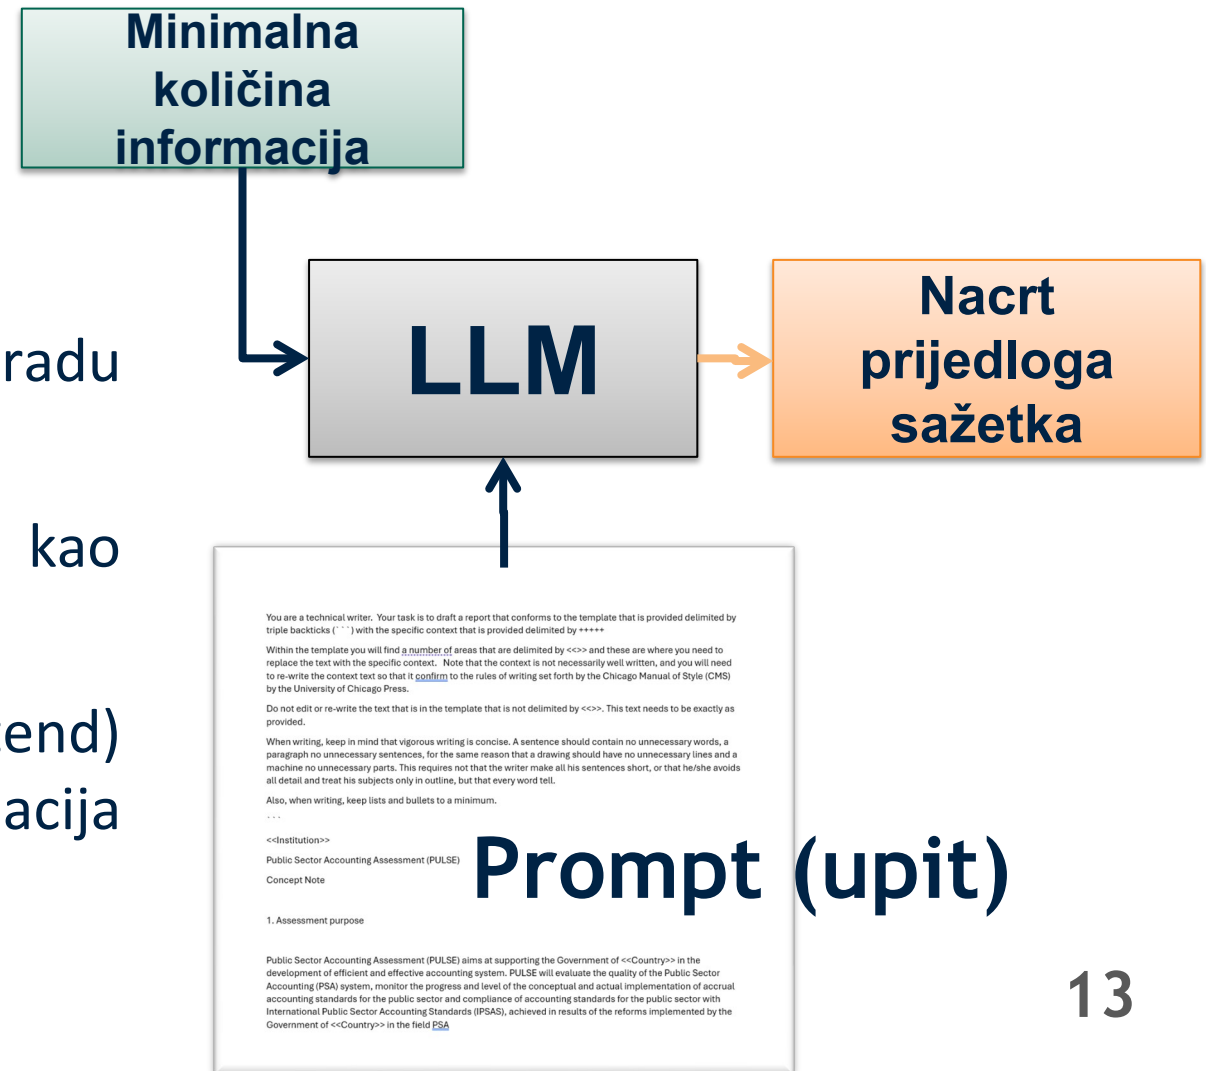 Minimalna
količina
informacija
LLM
Nacrt
prijedloga
sažetka
radu
kao
end)
acija
You are a technical writer. Your task is to draft a report that conforms to the template that is provided delimited by
triple backticks (```) with the specific context that is provided delimited by +++++
Within the template you will find a number of areas that are delimited by <<>> and these are where you need to
replace the text with the specific context. Note that the context is not necessarily well written, and you will need
to re-write the context text so that it confirm to the rules of writing set forth by the Chicago Manual of Style (CMS)
by the University of Chicago Press.
Do not edit or re-write the text that is in the template that is not delimited by <<>>. This text needs to be exactly as
provided.
When writing, keep in mind that vigorous writing is concise. A sentence should contain no unnecessary words, a
paragraph no unnecessary sentences, for the same reason that a drawing should have no unnecessary lines and a
machine no unnecessary parts. This requires not that the writer make all his sentences short, or that he/she avoids
all detail and treat his subjects only in outline, but that every word tell.
Also, when writing, keep lists and bullets to a minimum.
```
<<Institution>>
Public Sector Accounting Assessment (PULSE)
Concept Note
Prompt (upit)
1. Assessment purpose
Public Sector Accounting Assessment (PULSE) aims at supporting the Government of <<Country>> in the
development of efficient and effective accounting system. PULSE will evaluate the quality of the Public Sector
Accounting (PSA) system, monitor the progress and level of the conceptual and actual implementation of accrual
accounting standards for the public sector and compliance of accounting standards for the public sector with
International Public Sector Accounting Standards (IPSAS), achieved in results of the reforms implemented by the
Government of <<Country>> in the field PSA
13